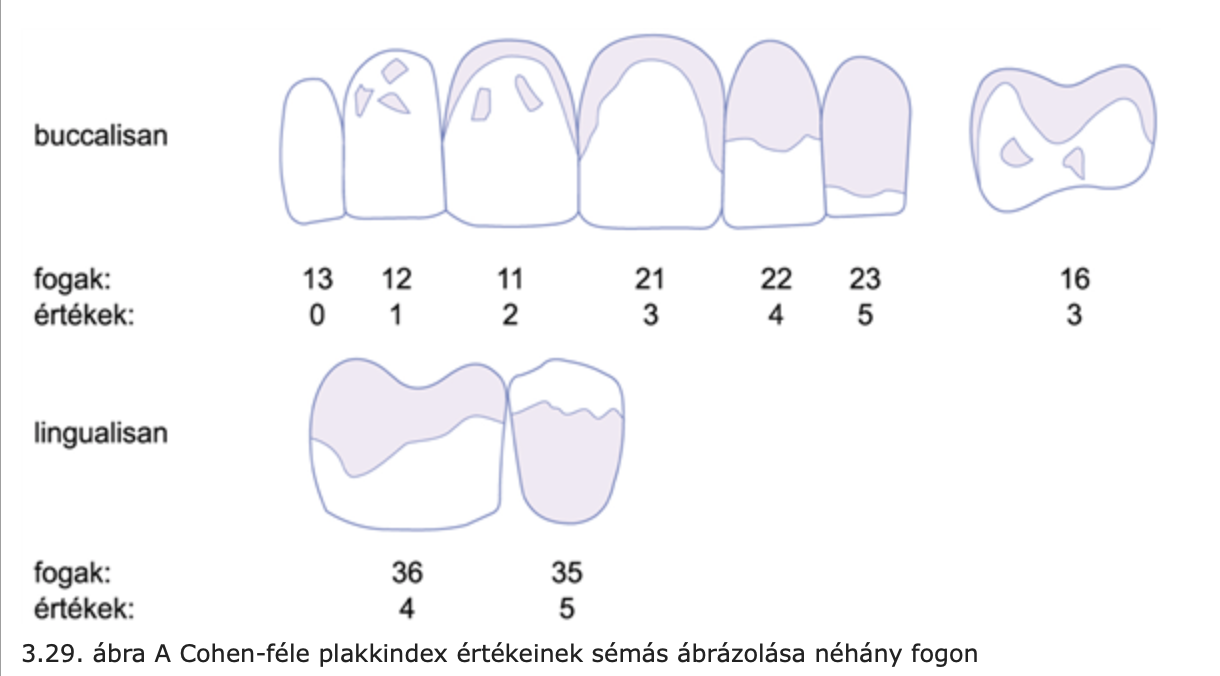 buccalisan
fogak: 13 12 11 21 22 23 16
értékek: 0 1 2 3 4 5 3
lingualisan
fogak: 36 35
értékek: 4 5
3.29. ábra A Cohen-féle plakkindex értékeinek sémás ábrázolása néhány fogon